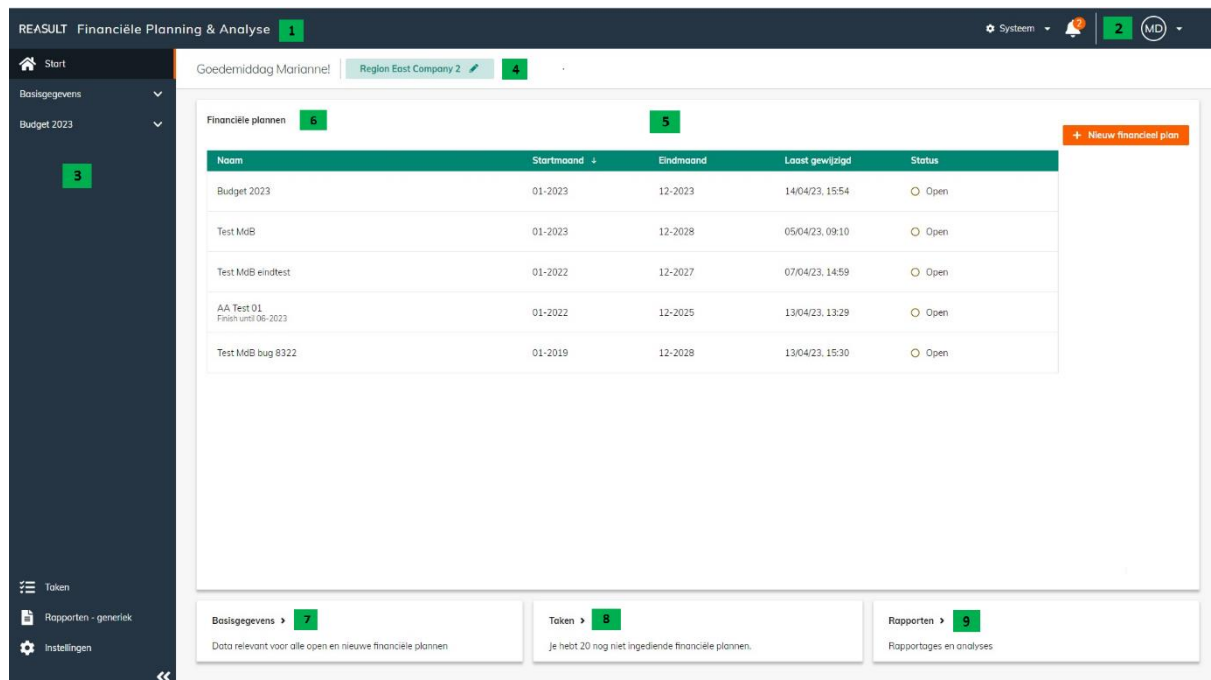 REASULT Financiële Planning & Analyse 1
Systeem 2 2 MD
Start
Goedemiddag Marianne! Region East Company 2 4
Basisgegevens
Budget 2023
3
Financiële plannen 6 5
+ Nieuw financieel plan
Naam Startmaand ↓ Eindmaand Laast gewijzigd Status
Budget 2023 01-2023 12-2023 14/04/23, 15:54 Open
Test MdB 01-2023 12-2028 05/04/23, 09:10 Open
Test MdB eindtest 01-2022 12-2027 07/04/23, 14:59 Open
AA Test 01 01-2022 12-2025 13/04/23, 13:29 Open
Finish until 06-2023
Test MdB bug 8322 01-2019 12-2028 13/04/23, 15:30 Open
Taken
Rapporten - generiek
Instellingen
Basisgegevens > 7
Data relevant voor alle open en nieuwe financiële plannen
Taken > 8
Je hebt 20 nog niet ingediende financiële plannen.
Rapporten > 9
Rapportages en analyses